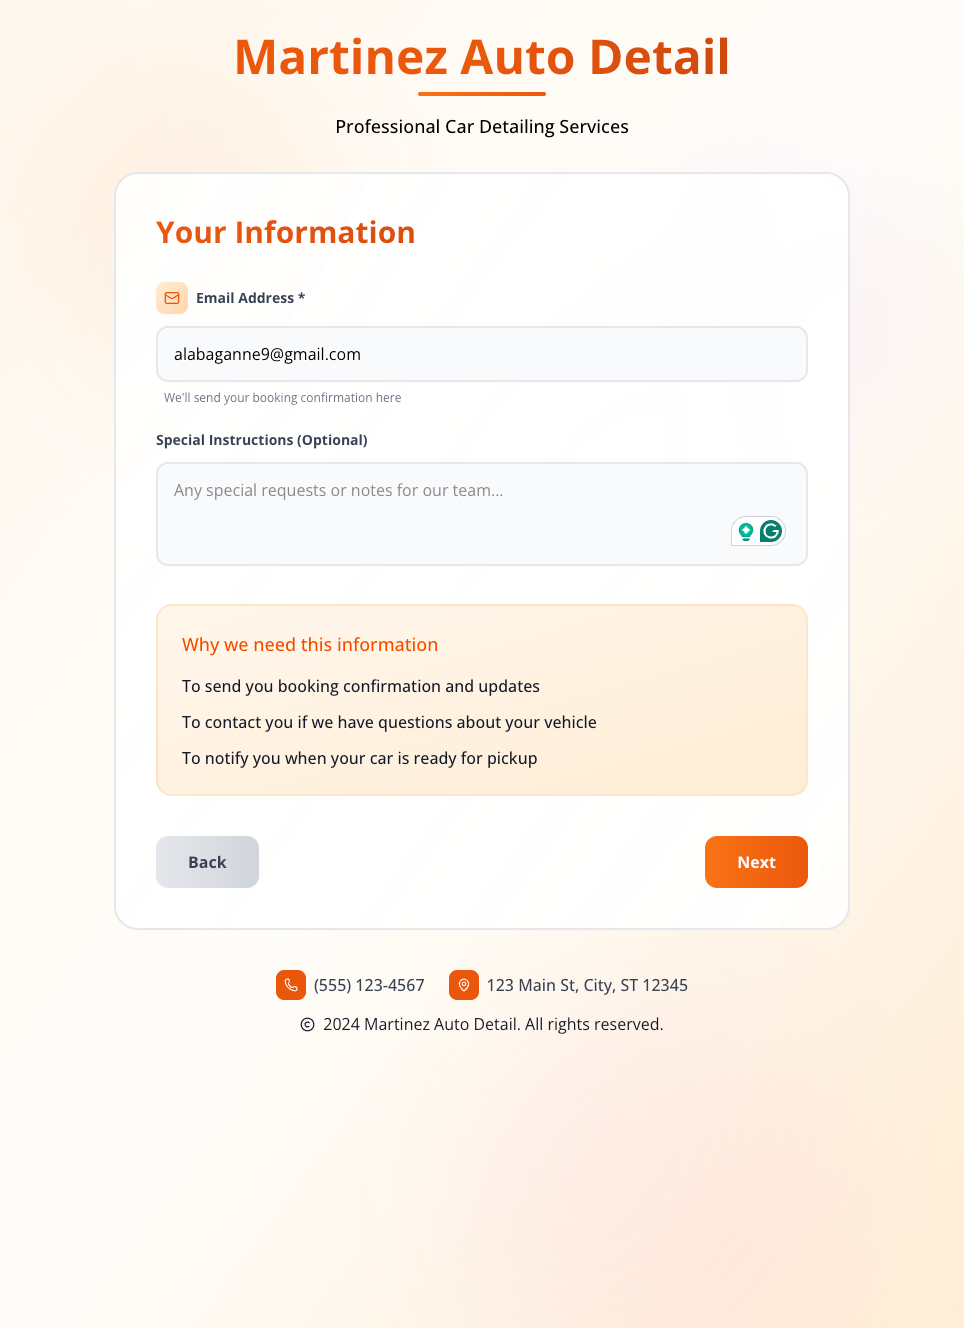 Martinez Auto Detail
Professional Car Detailing Services
Your Information
Email Address *
alabaganne9@gmail.com
We'll send your booking confirmation here
Special Instructions (Optional)
Any special requests or notes for our team...
Why we need this information
To send you booking confirmation and updates
To contact you if we have questions about your vehicle
To notify you when your car is ready for pickup
Back
Next
(555) 123-4567
123 Main St, City, ST 12345
© 2024 Martinez Auto Detail. All rights reserved.